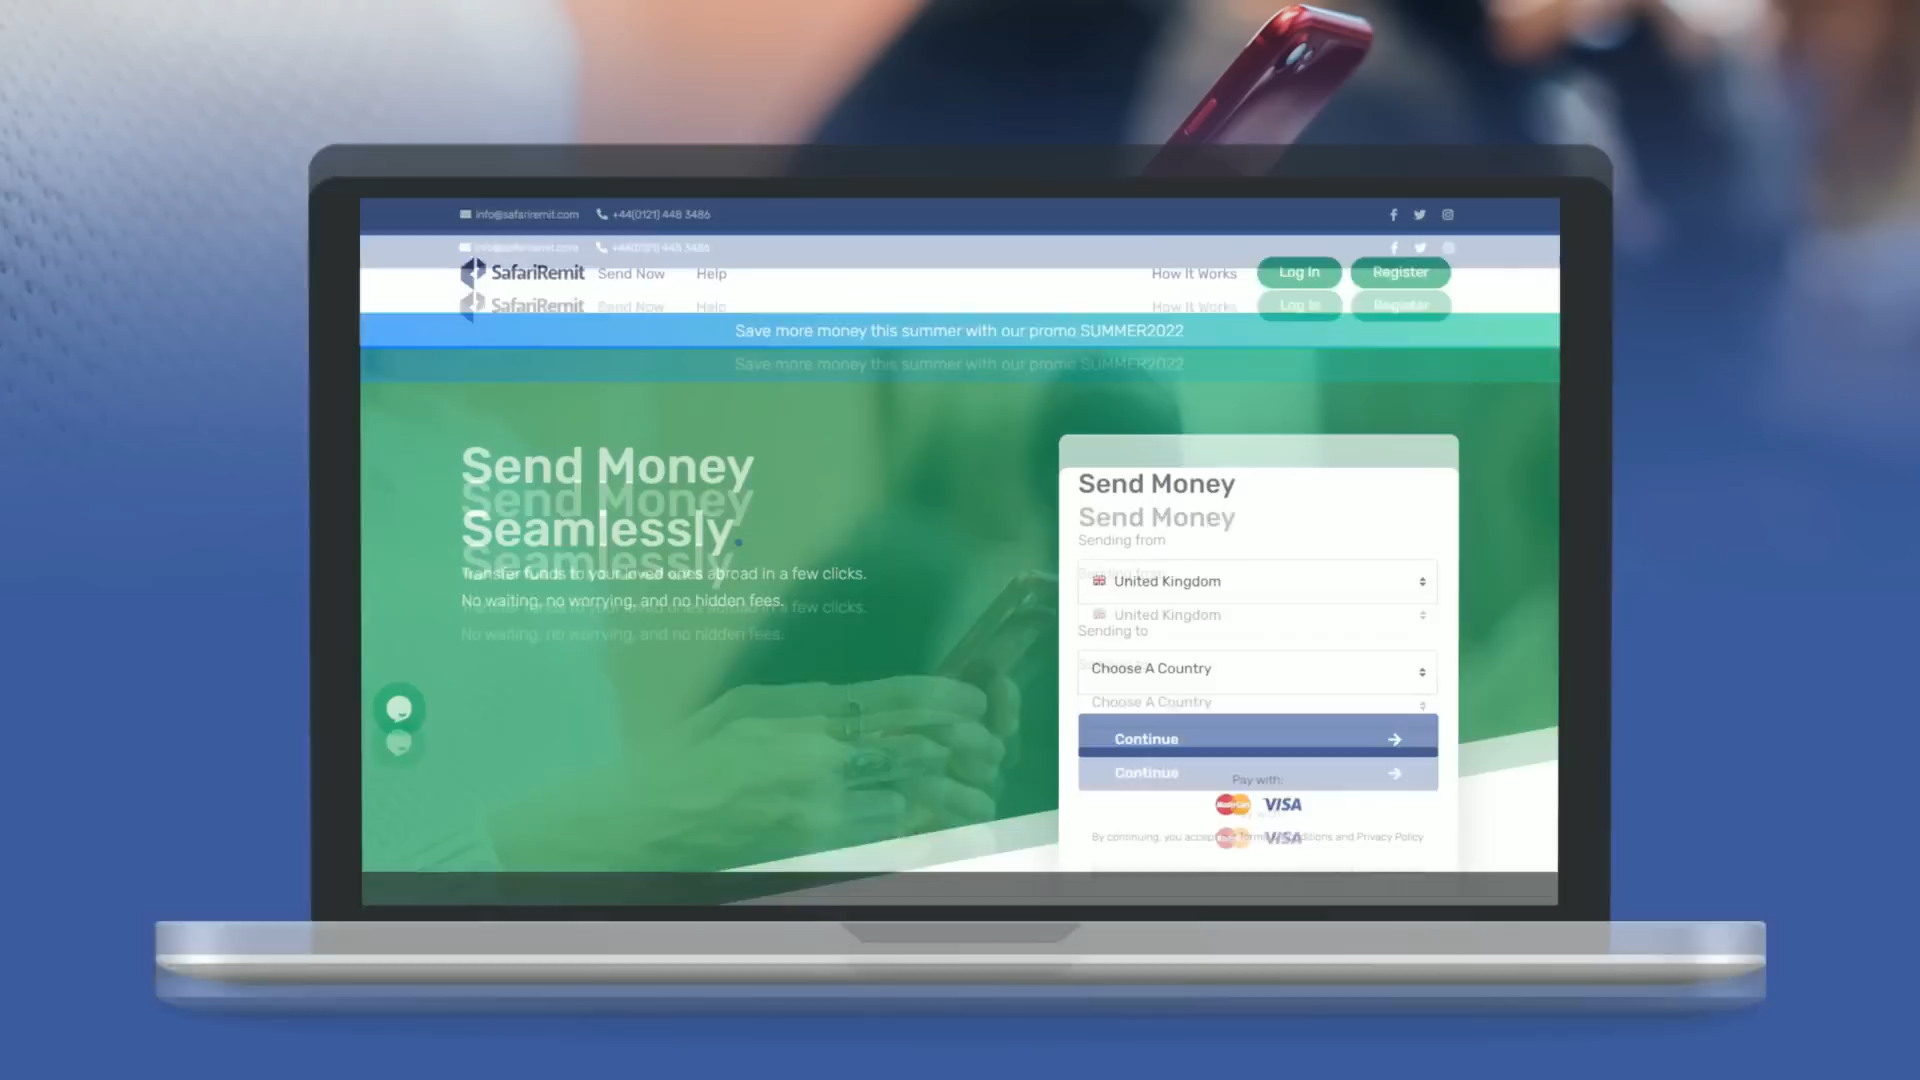 info@safariremit.com +44(0121) 448 3486
SafariRemit Send Now Help How It Works Log In Register
Save more money this summer with our promo SUMMER2022
Send Money
Seamlessly.
Transfer funds to your loved ones abroad in a few clicks.
No waiting, no worrying, and no hidden fees.
Send Money
Sending from
United Kingdom
Sending to
Choose A Country
Continue
Pay with:
MasterCard VISA
By continuing, you accept Terms Conditions and Privacy Policy